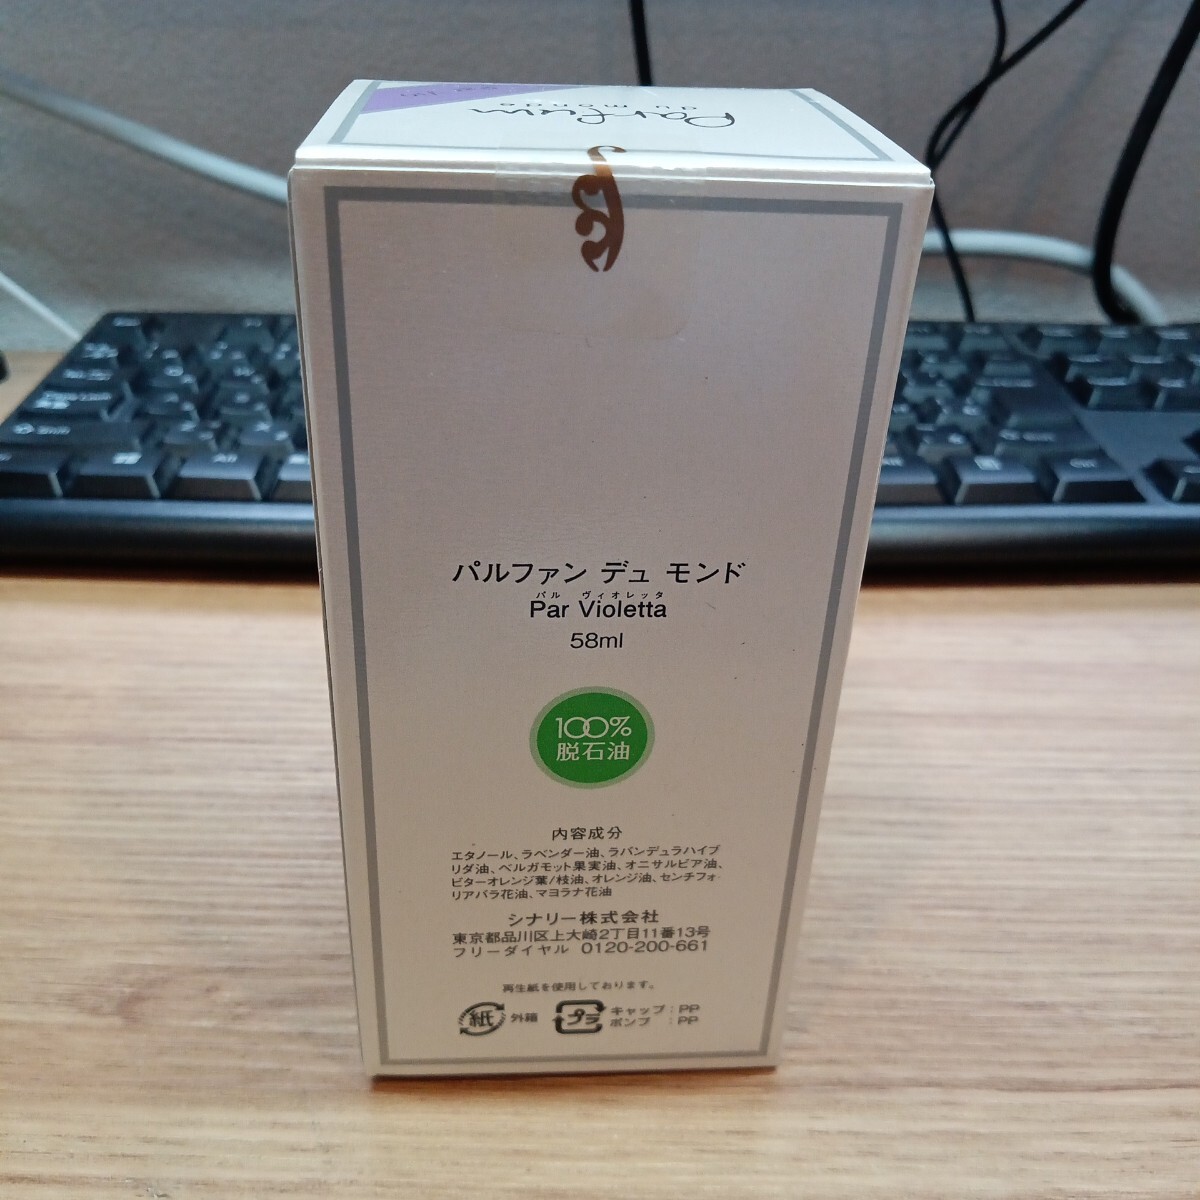 Parfum
du monde
パルファン デュ モンド
パル ヴィオレッタ
Par Violetta
58ml
100%
脱石油
内容成分
エタノール、ラベンダー油、ラバンデュラハイブ
リダ油、ベルガモット果実油、オニサルビア油、
ビターオレンジ葉/枝油、オレンジ油、センチフォ
リアバラ花油、マヨラナ花油
シナリー株式会社
東京都品川区上大崎2丁目11番13号
フリーダイヤル 0120-200-661
再生紙を使用しております。
紙 外箱
プラ キャップ : PP
ポンプ : PP